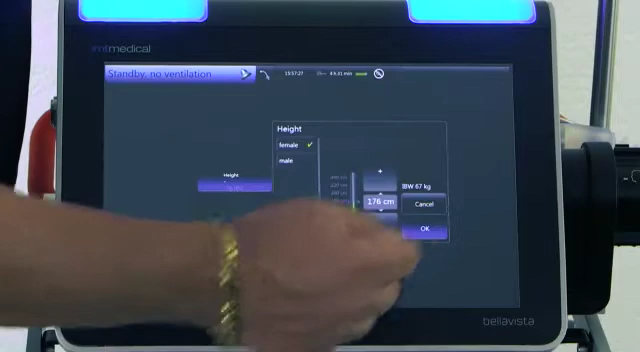 imtmedical
Standby, no ventilation
15:57:27
Height
female
male
Height
+
IBW 67 kg
176 cm
Cancel
OK
bellavista